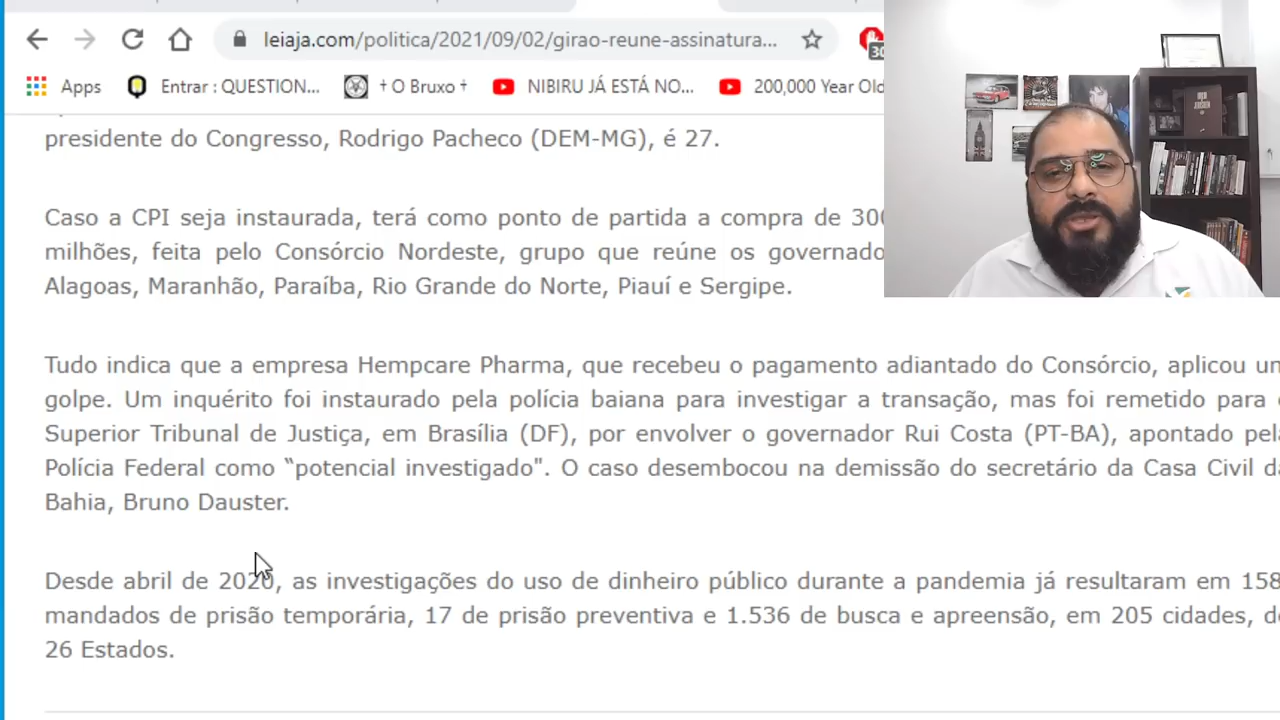 leiaja.com/politica/2021/09/02/girao-reune-assinatura...
30
Apps Entrar : QUESTION... † O Bruxo † NIBIRU JÁ ESTÁ NO... 200,000 Year Old
presidente do Congresso, Rodrigo Pacheco (DEM-MG), é 27.
Caso a CPI seja instaurada, terá como ponto de partida a compra de 300
milhões, feita pelo Consórcio Nordeste, grupo que reúne os governado
Alagoas, Maranhão, Paraíba, Rio Grande do Norte, Piauí e Sergipe.
Tudo indica que a empresa Hempcare Pharma, que recebeu o pagamento adiantado do Consórcio, aplicou un
golpe. Um inquérito foi instaurado pela polícia baiana para investigar a transação, mas foi remetido para
Superior Tribunal de Justiça, em Brasília (DF), por envolver o governador Rui Costa (PT-BA), apontado pel
Polícia Federal como “potencial investigado". O caso desembocou na demissão do secretário da Casa Civil d
Bahia, Bruno Dauster.
Desde abril de 2020, as investigações do uso de dinheiro público durante a pandemia já resultaram em 158
mandados de prisão temporária, 17 de prisão preventiva e 1.536 de busca e apreensão, em 205 cidades, d
26 Estados.